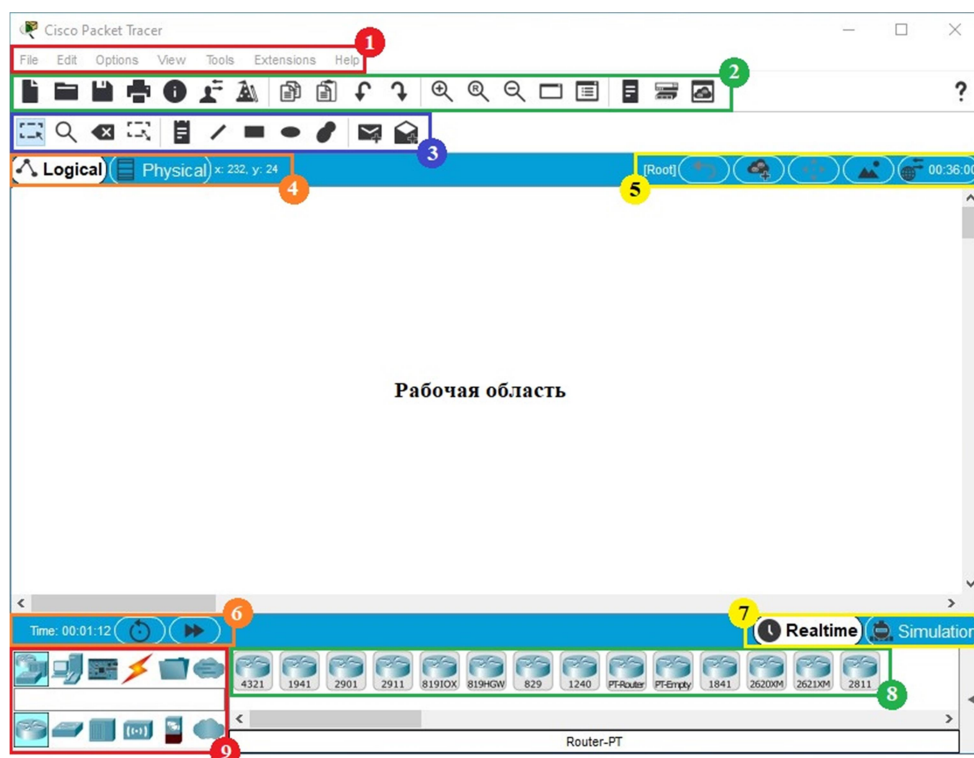 Cisco Packet Tracer
File Edit Options View Tools Extensions Help
1
2
?
3
Logical Physical x: 232, y: 24
[Root] 00:36:00
4
5
Рабочая область
6
7
Time: 00:01:12
Realtime Simulation
4321 1941 2901 2911 819IOX 819HGW 829 1240 PT-Router PT-Empty 1841 2620XM 2621XM 2811
8
9
Router-PT